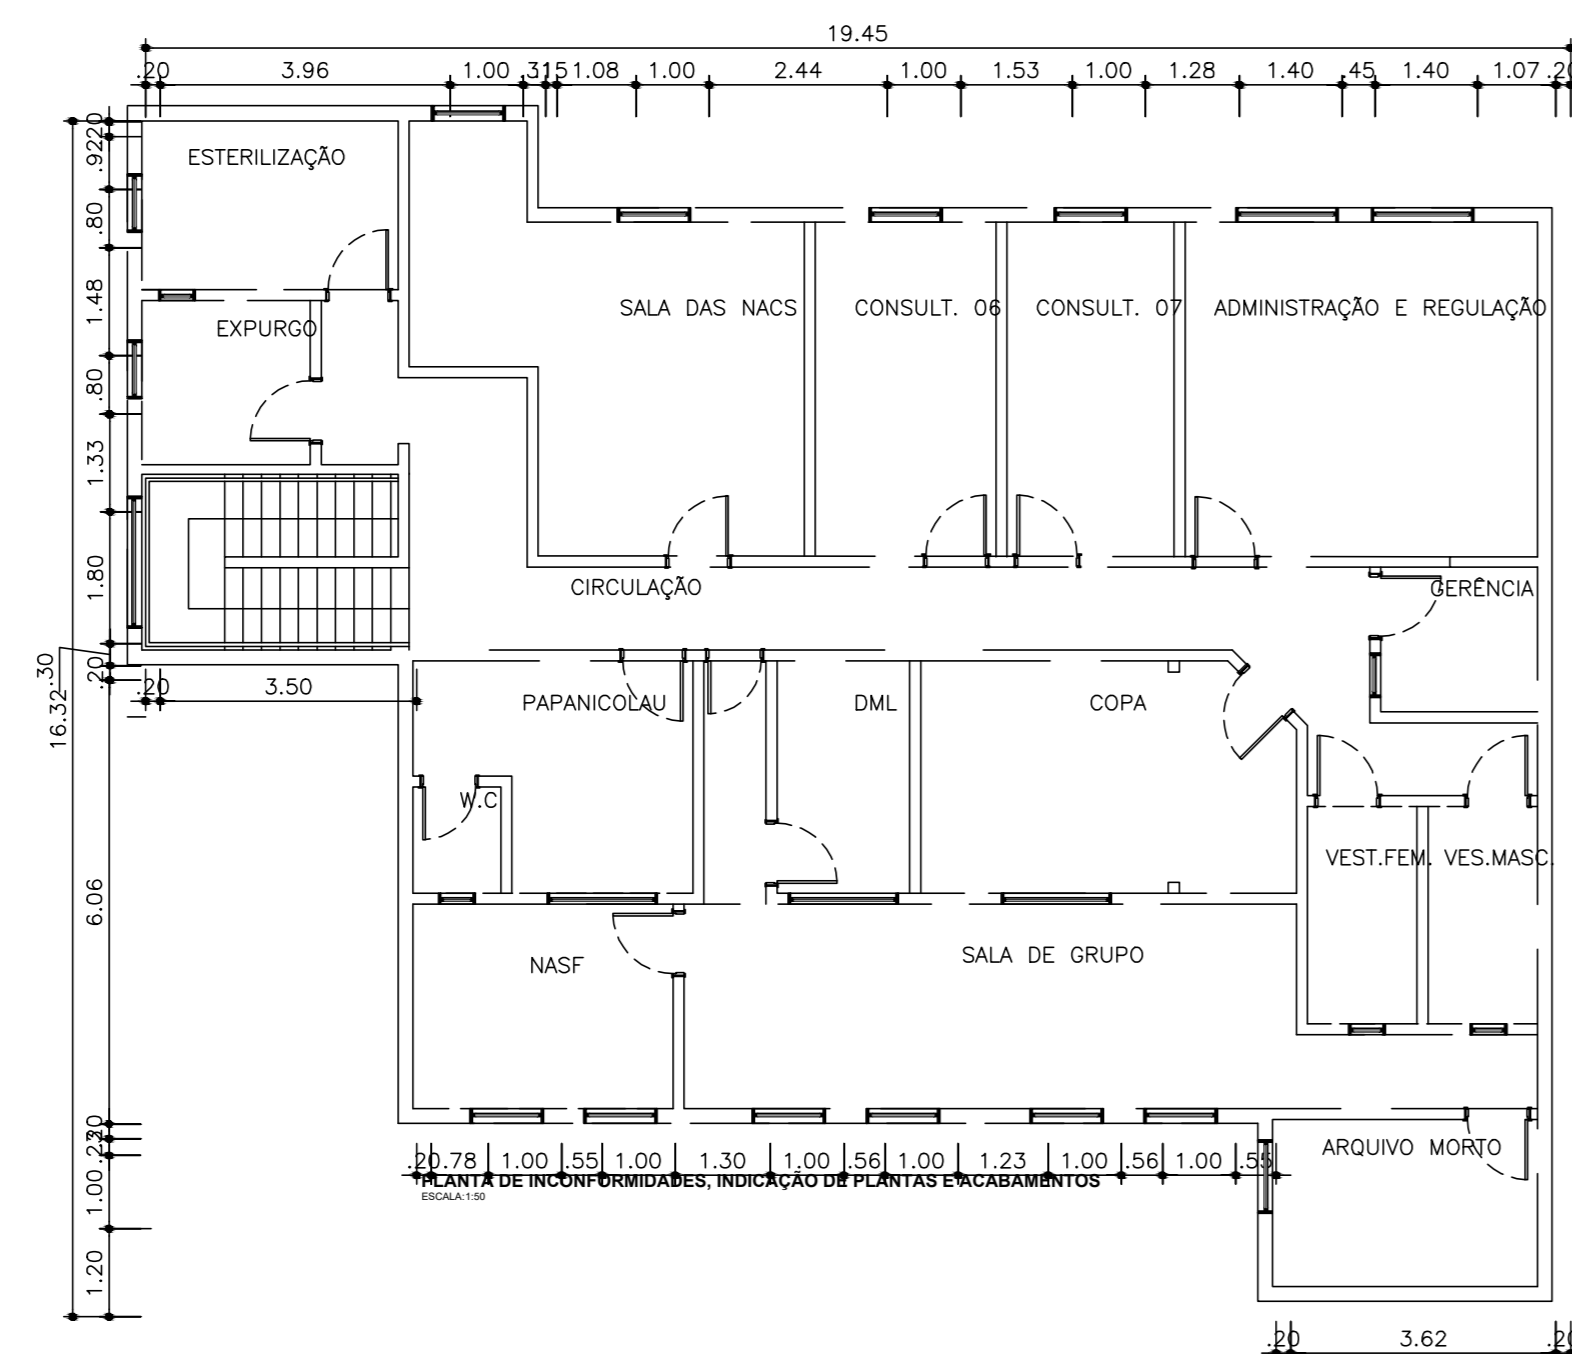 19.45
.20 3.96 1.00 .31 .15 1.08 1.00 2.44 1.00 1.53 1.00 1.28 1.40 .45 1.40 1.07 .20
.20
.92
.80
1.48
.80
1.33
1.80
.30
.20
16.32
6.06
.20
1.00
1.20
ESTERILIZAÇÃO
EXPURGO
SALA DAS NACS
CONSULT. 06
CONSULT. 07
ADMINISTRAÇÃO E REGULAÇÃO
CIRCULAÇÃO
GERÊNCIA
.20 3.50
PAPANICOLAU
DML
COPA
W.C
VEST.FEM.
VES.MASC.
NASF
SALA DE GRUPO
ARQUIVO MORTO
.20 .78 1.00 .55 1.00 1.30 1.00 .56 1.00 1.23 1.00 .56 1.00 .55
PLANTA DE INCONFORMIDADES, INDICAÇÃO DE PLANTAS E ACABAMENTOS
ESCALA:1:50
.20 3.62 .20